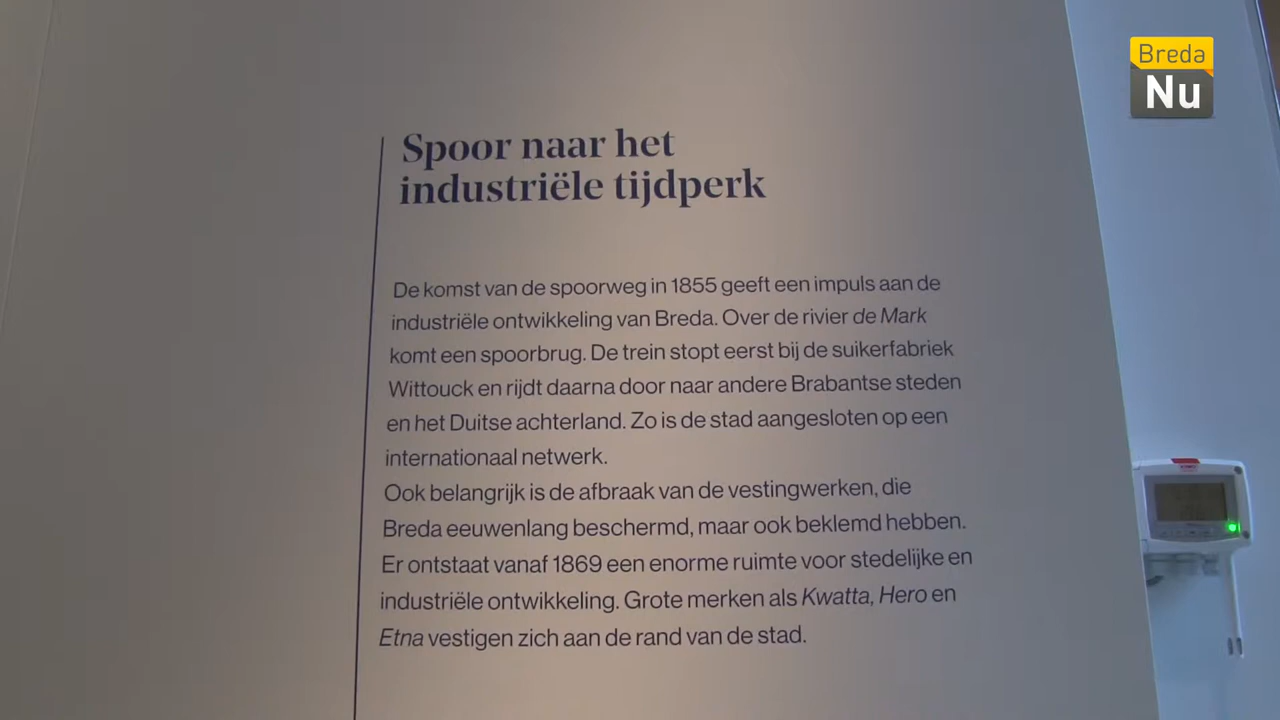 Breda
Nu
Spoor naar het
industriële tijdperk
De komst van de spoorweg in 1855 geeft een impuls aan de
industriële ontwikkeling van Breda. Over de rivier de Mark
komt een spoorbrug. De trein stopt eerst bij de suikerfabriek
Wittouck en rijdt daarna door naar andere Brabantse steden
en het Duitse achterland. Zo is de stad aangesloten op een
internationaal netwerk.
Ook belangrijk is de afbraak van de vestingwerken, die
Breda eeuwenlang beschermd, maar ook beklemd hebben.
Er ontstaat vanaf 1869 een enorme ruimte voor stedelijke en
industriële ontwikkeling. Grote merken als Kwatta, Hero en
Etna vestigen zich aan de rand van de stad.